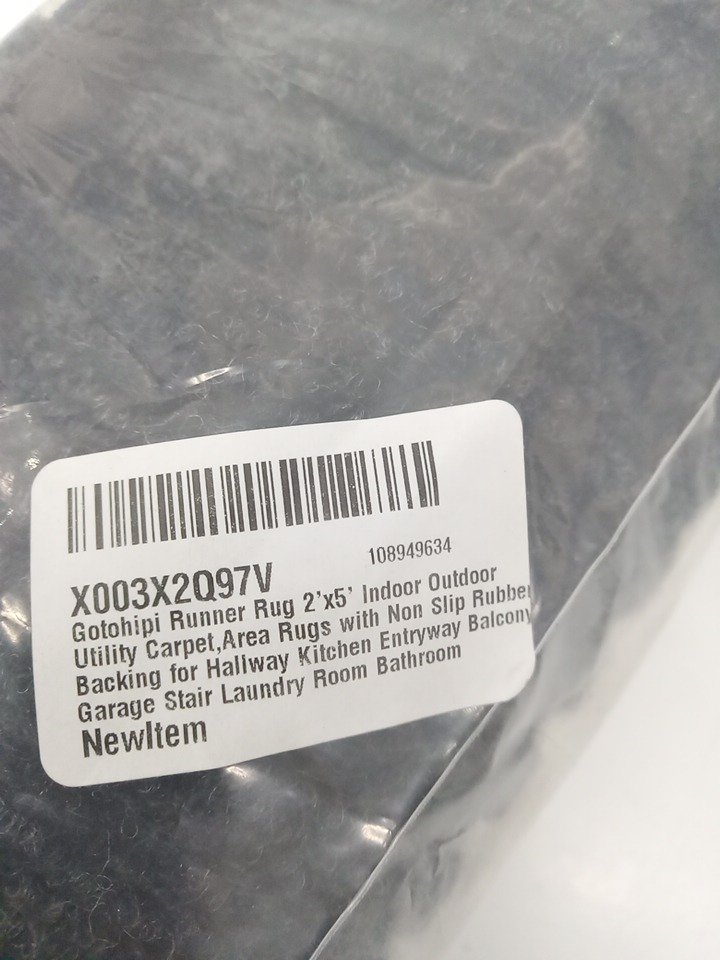 108949634
X003X2Q97V
Gotohipi Runner Rug 2'x5' Indoor Outdoor
Utility Carpet,Area Rugs with Non Slip Rubber
Backing for Hallway Kitchen Entryway Balcony
Garage Stair Laundry Room Bathroom
NewItem